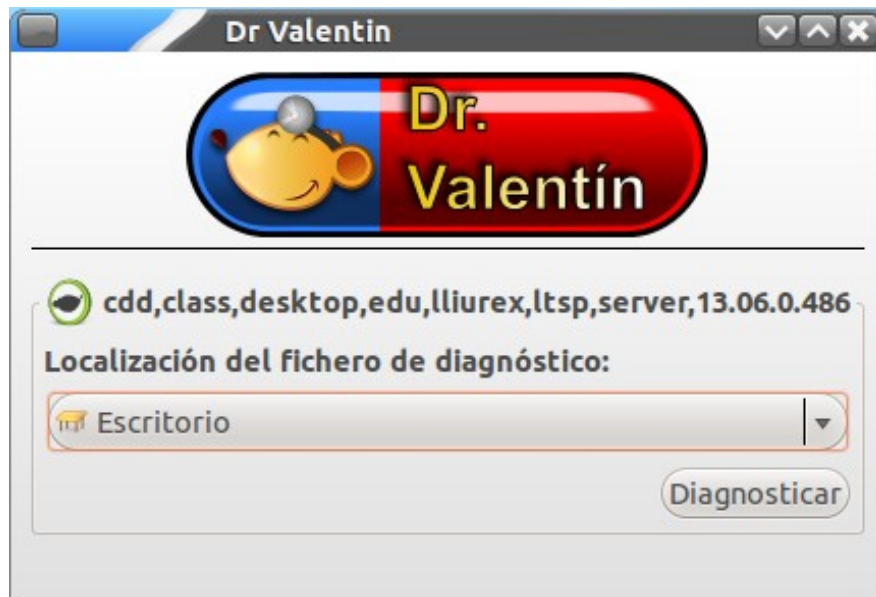 Dr Valentin
Dr.
Valentín
cdd,class,desktop,edu,lliurex,ltsp,server,13.06.0.486
Localización del fichero de diagnóstico:
Escritorio
Diagnosticar